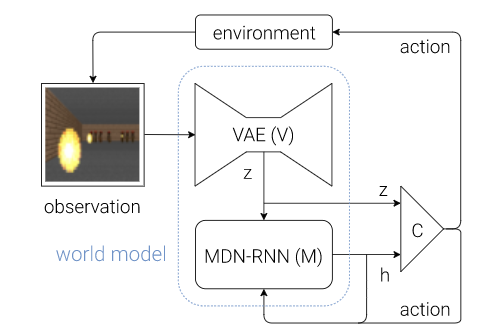 environment
action
VAE (V)
z
z
observation
C
world model
MDN-RNN (M)
h
action